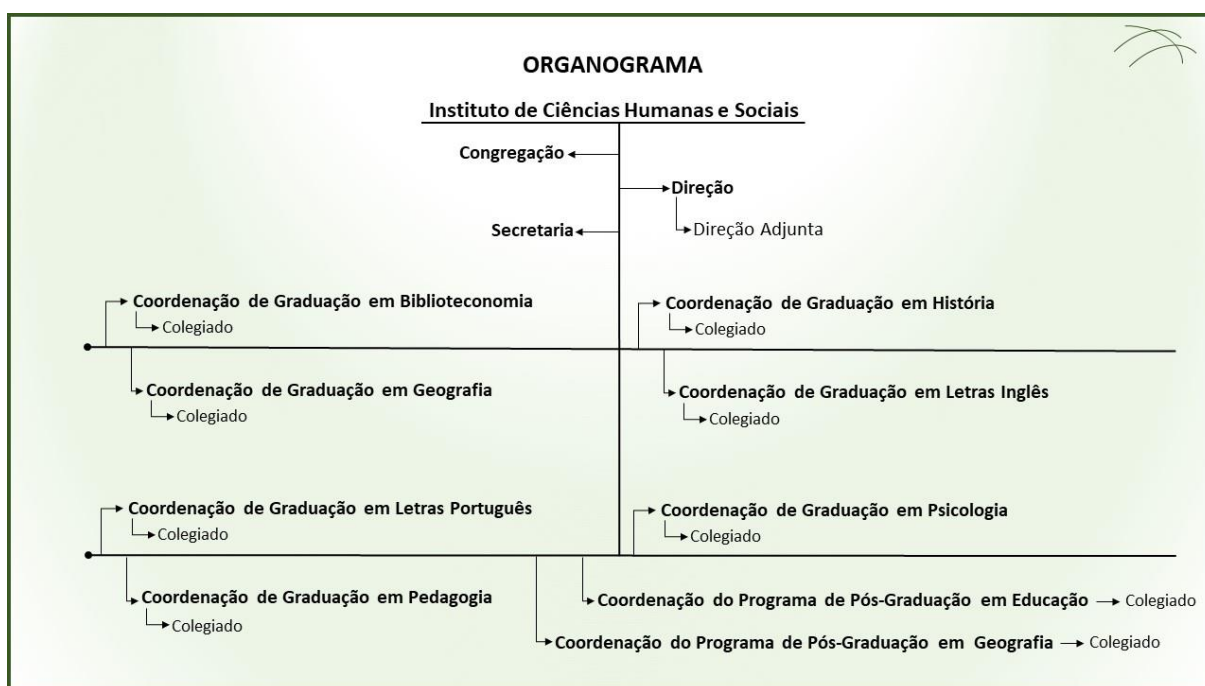 ORGANOGRAMA
Instituto de Ciências Humanas e Sociais
Congregação
Direção
Secretaria
Direção Adjunta
Coordenação de Graduação em Biblioteconomia
Colegiado
Coordenação de Graduação em História
Colegiado
Coordenação de Graduação em Geografia
Colegiado
Coordenação de Graduação em Letras Inglês
Colegiado
Coordenação de Graduação em Letras Português
Colegiado
Coordenação de Graduação em Psicologia
Colegiado
Coordenação de Graduação em Pedagogia
Colegiado
Coordenação do Programa de Pós-Graduação em Educação Colegiado
Coordenação do Programa de Pós-Graduação em Geografia Colegiado